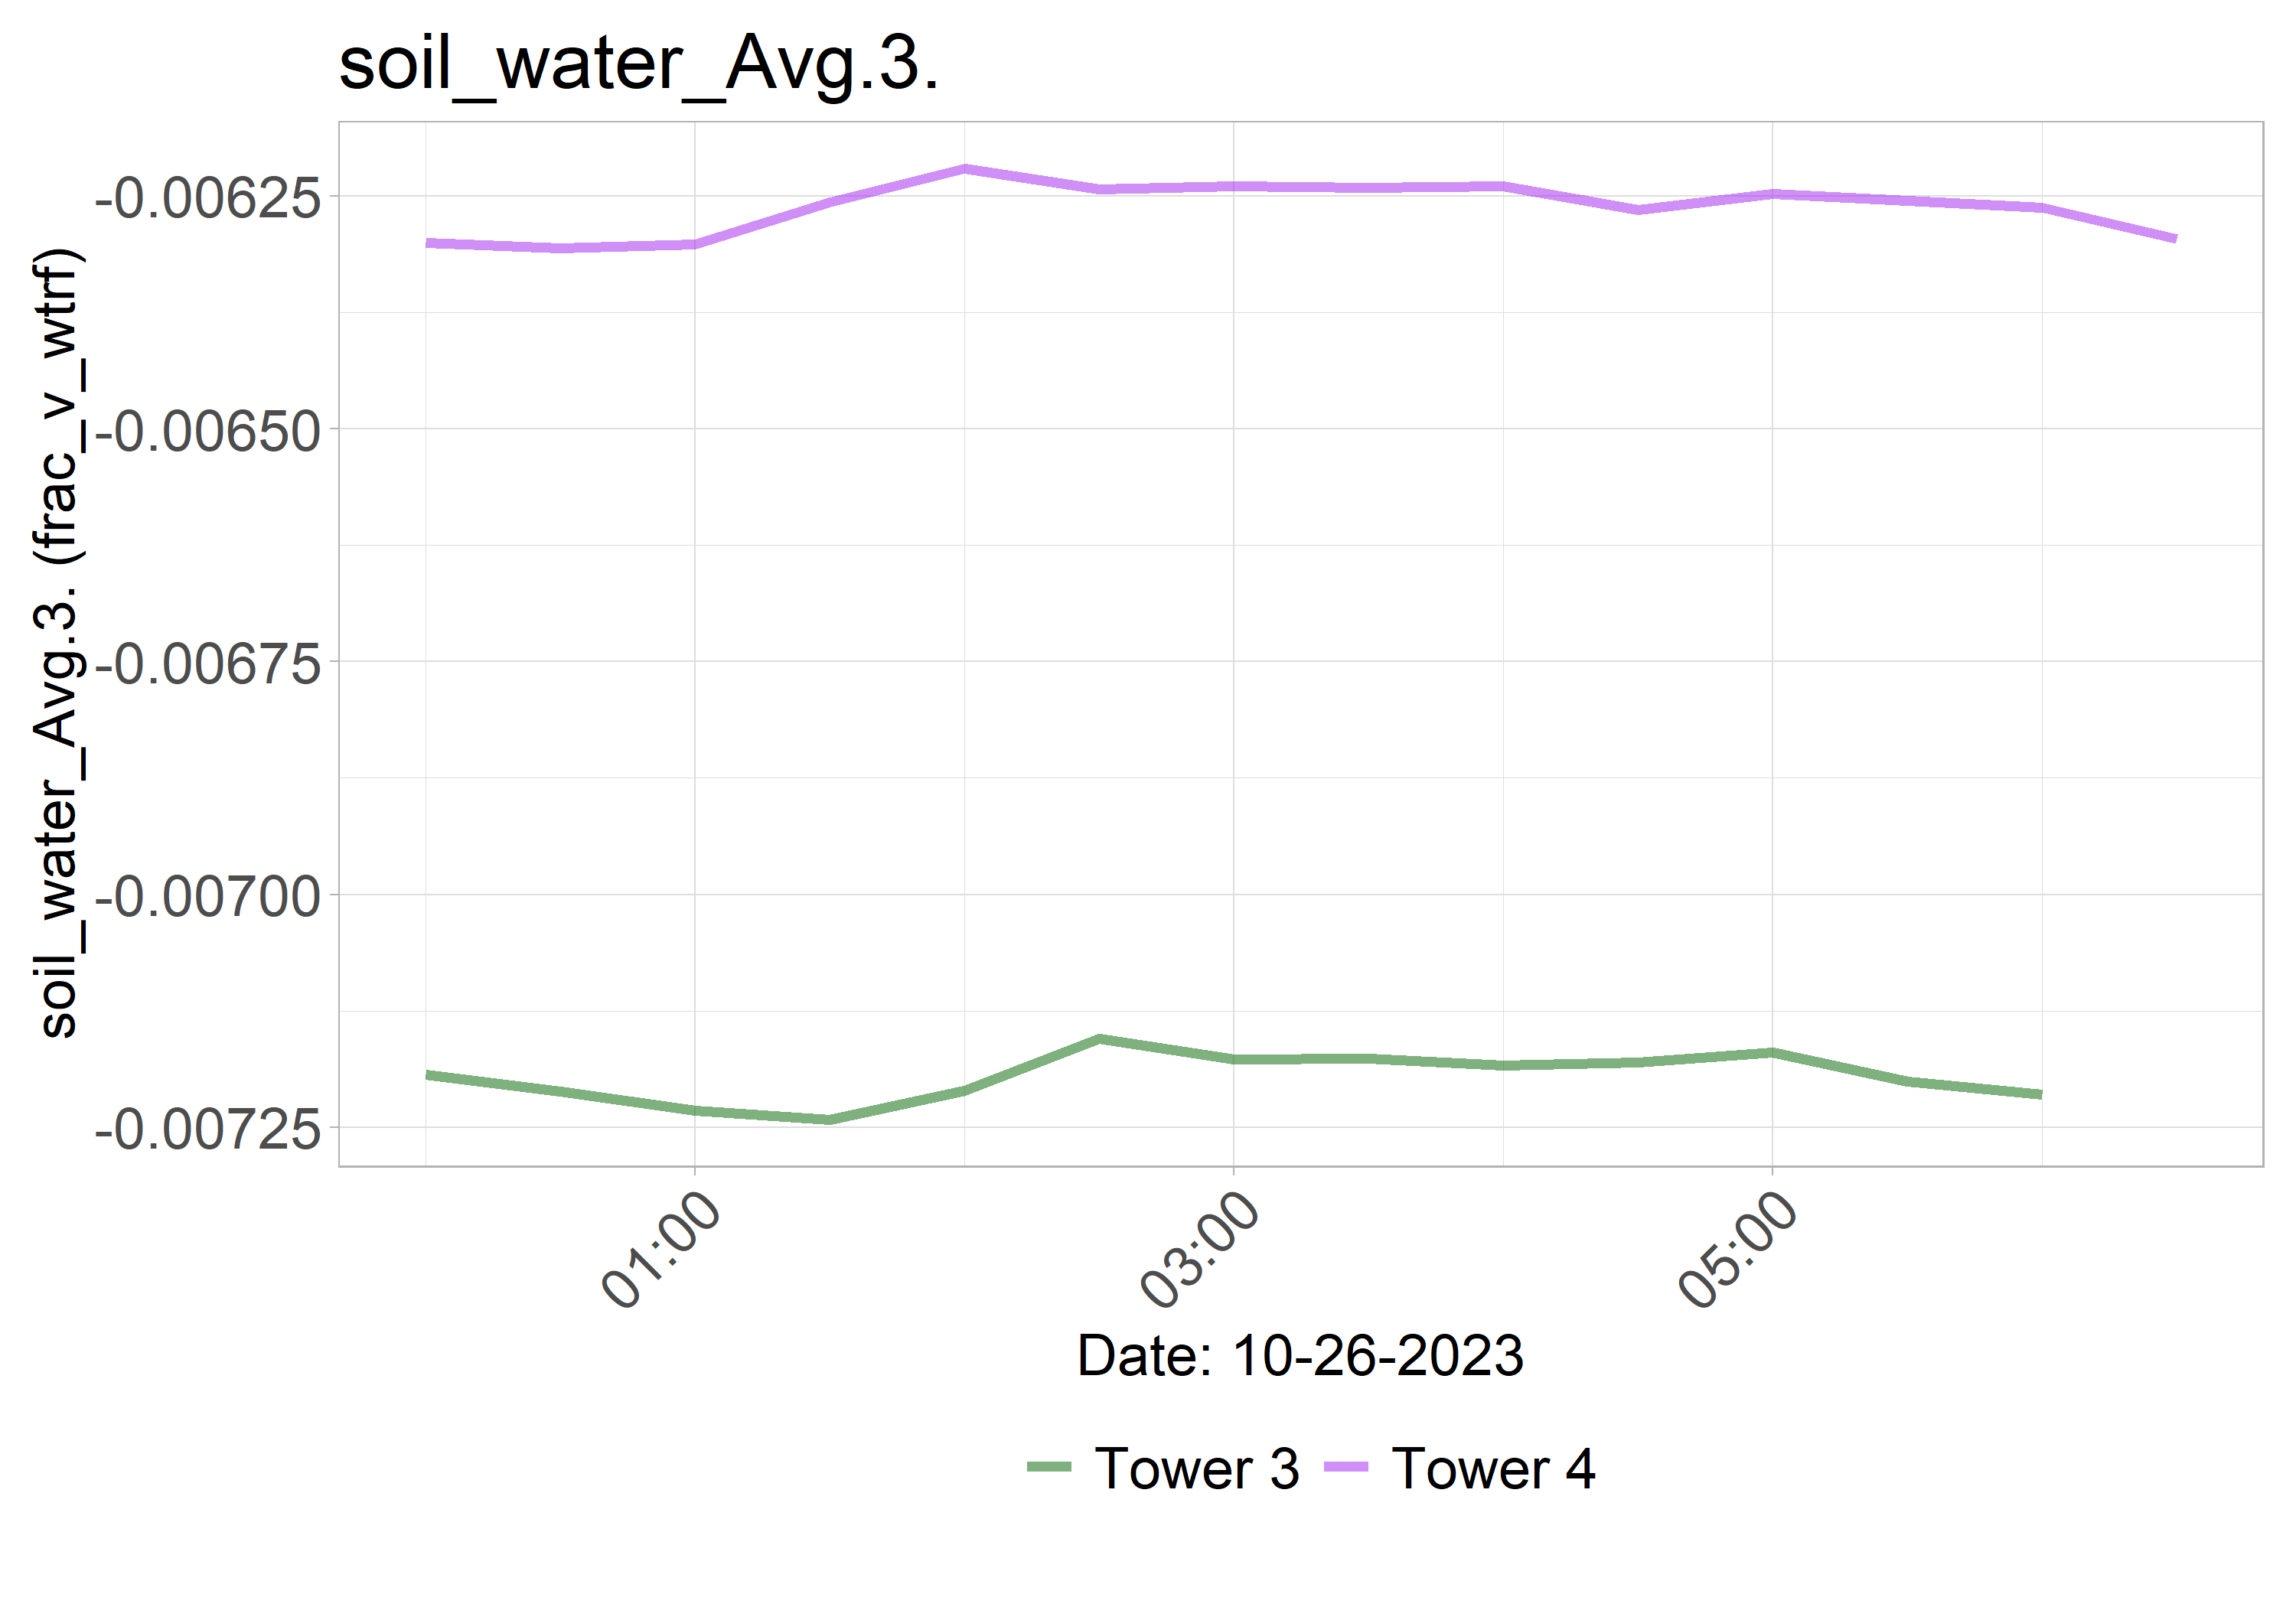 soil_water_Avg.3.
soil_water_Avg.3. (frac_v_wtrf)
-0.00625
-0.00650
-0.00675
-0.00700
-0.00725
01:00
03:00
05:00
Date: 10-26-2023
Tower 3
Tower 4